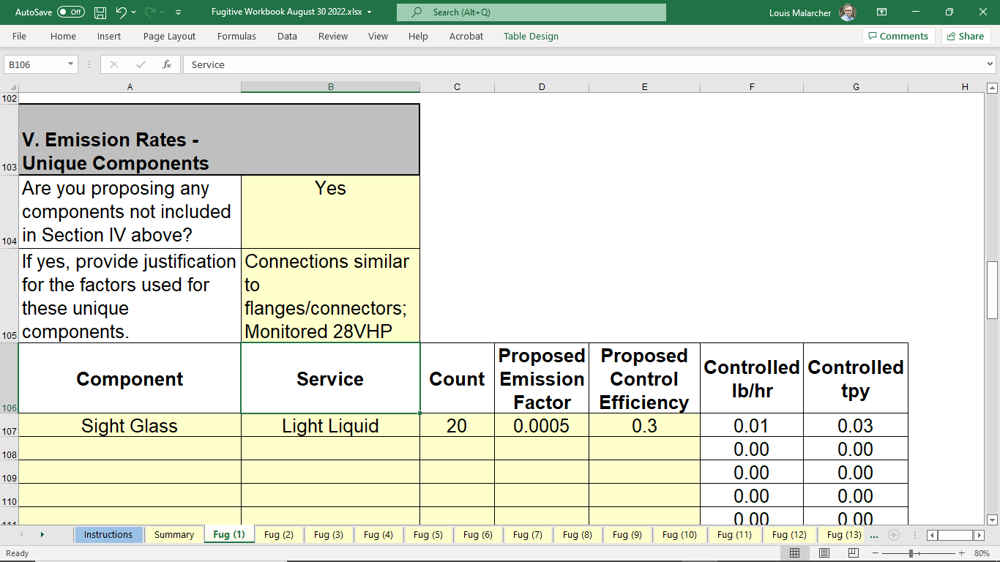 AutoSave Off Fugitive Workbook August 30 2022.xlsx Search (Alt+Q) Louis Malarcher
File Home Insert Page Layout Formulas Data Review View Help Acrobat Table Design Comments Share
B106 fx Service
A B C D E F G H
102
103 V. Emission Rates -
Unique Components
104 Are you proposing any
components not included
in Section IV above?
Yes
105 If yes, provide justification
for the factors used for
these unique
components.
Connections similar
to
flanges/connectors;
Monitored 28VHP
106 Component Service Count
Proposed
Emission
Factor
Proposed
Control
Efficiency
Controlled
lb/hr
Controlled
tpy
107 Sight Glass Light Liquid 20 0.0005 0.3 0.01 0.03
108 0.00 0.00
109 0.00 0.00
110 0.00 0.00
111 0.00 0.00
Instructions Summary Fug (1) Fug (2) Fug (3) Fug (4) Fug (5) Fug (6) Fug (7) Fug (8) Fug (9) Fug (10) Fug (11) Fug (12) Fug (13) ...
Ready 80%